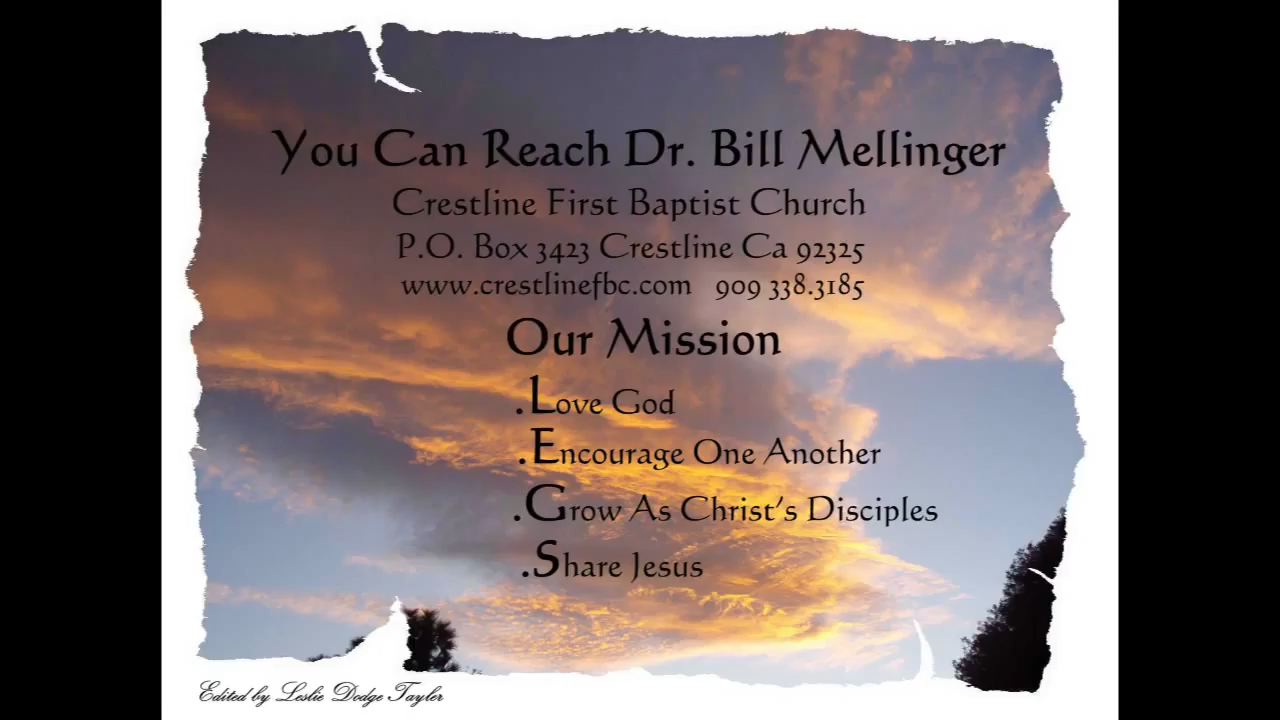 You Can Reach Dr. Bill Mellinger
Crestline First Baptist Church
P.O. Box 3423 Crestline Ca 92325
www.crestlinefbc.com 909 338.3185
Our Mission
.Love God
.Encourage One Another
.Grow As Christ's Disciples
.Share Jesus
Edited by Leslie Dodge Tayler